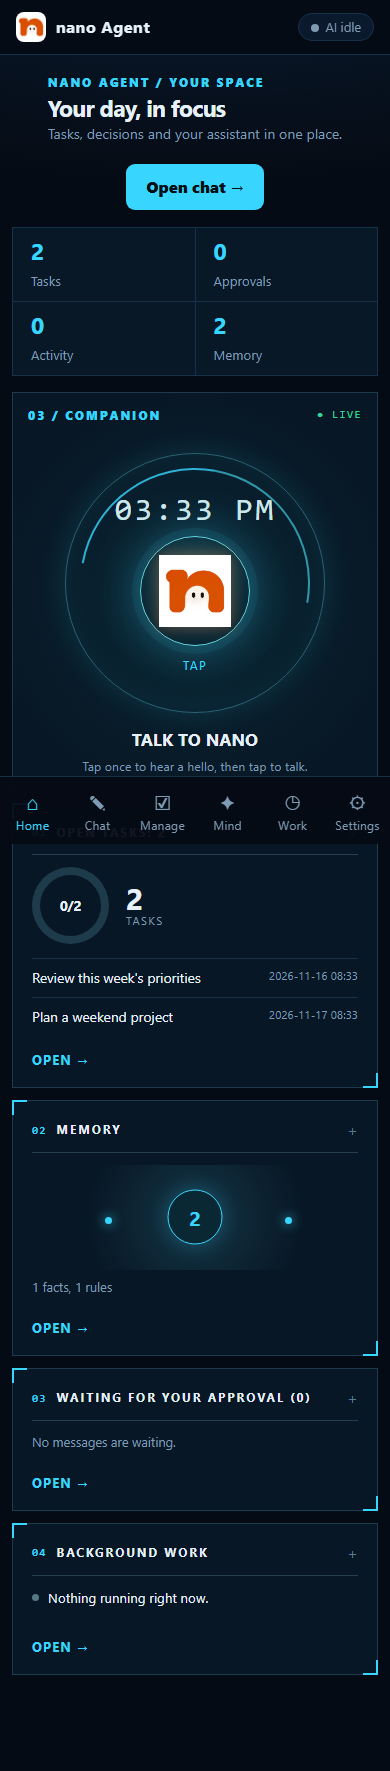 nano Agent
AI idle
NANO AGENT / YOUR SPACE
Your day, in focus
Tasks, decisions and your assistant in one place.
Open chat →
2
Tasks
0
Approvals
0
Activity
2
Memory
03 / COMPANION
LIVE
03:33 PM
TAP
TALK TO NANO
Tap once to hear a hello, then tap to talk.
Home
Chat
Manage
Mind
Work
Settings
OPEN TASKS: 2
0/2
2
TASKS
Review this week's priorities
2026-11-16 08:33
Plan a weekend project
2026-11-17 08:33
OPEN →
02 MEMORY +
2
1 facts, 1 rules
OPEN →
03 WAITING FOR YOUR APPROVAL (0) +
No messages are waiting.
OPEN →
04 BACKGROUND WORK +
Nothing running right now.
OPEN →